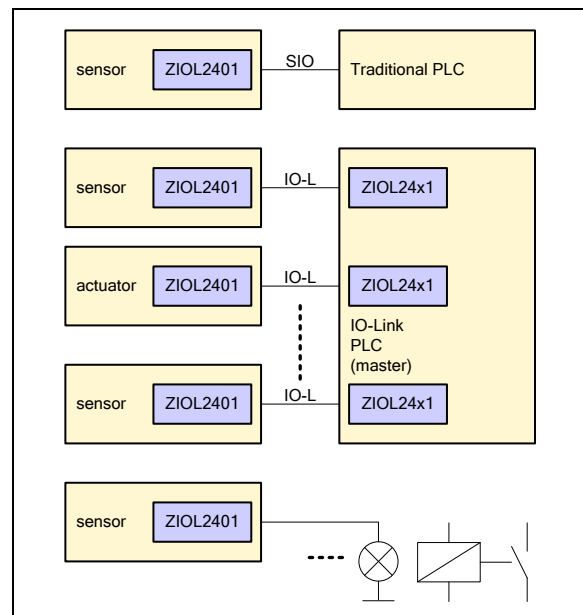 SIO
sensor ZIOL2401 Traditional PLC
IO-L
sensor ZIOL2401 ZIOL24x1
IO-L
actuator ZIOL2401 ZIOL24x1
IO-Link
PLC
(master)
IO-L
sensor ZIOL2401 ZIOL24x1
sensor ZIOL2401